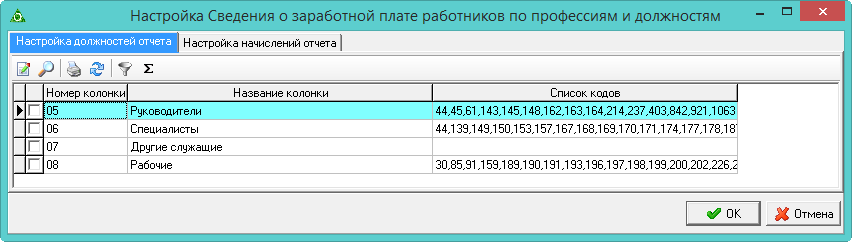 Настройка Сведения о заработной плате работников по профессиям и должностям
Настройка должностей отчета Настройка начислений отчета
Σ
Номер колонки Название колонки Список кодов
05 Руководители 44,45,61,143,145,148,162,163,164,214,237,403,842,921,1063
06 Специалисты 44,139,149,150,153,157,167,168,169,170,171,174,177,178,187
07 Другие служащие
08 Рабочие 30,85,91,159,189,190,191,193,196,197,198,199,200,202,226,2
OK Отмена